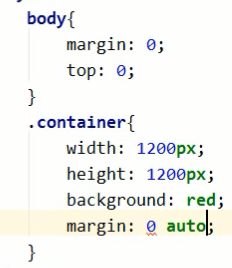 body{
margin: 0;
top: 0;
}
.container{
width: 1200px;
height: 1200px;
background: red;
margin: 0 auto;
}